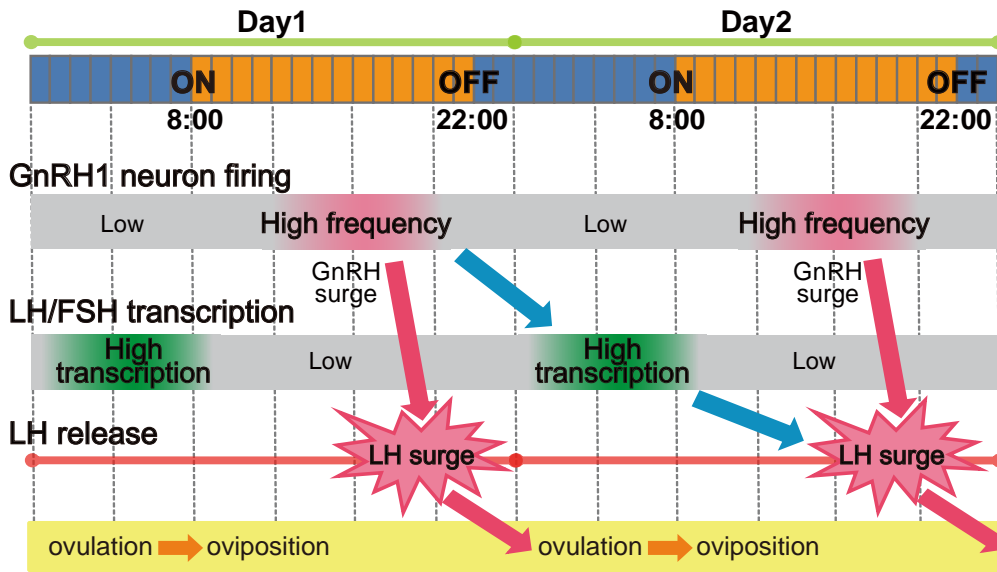 Day1 Day2
ON OFF ON OFF
8:00 22:00 8:00 22:00
GnRH1 neuron firing
Low High frequency Low High frequency
GnRH GnRH
surge surge
LH/FSH transcription
High Low High Low
transcription transcription
LH release
LH surge LH surge
ovulation oviposition ovulation oviposition